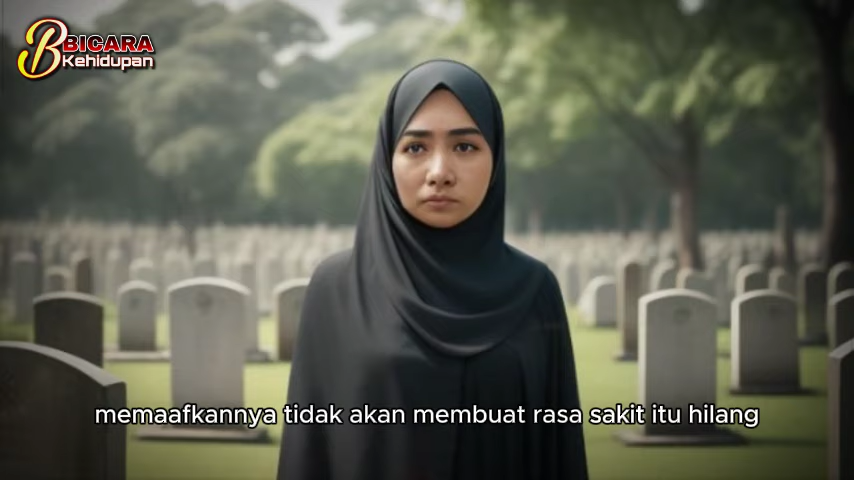 BICARA
Kehidupan
memaafkannya tidak akan membuat rasa sakit itu hilang